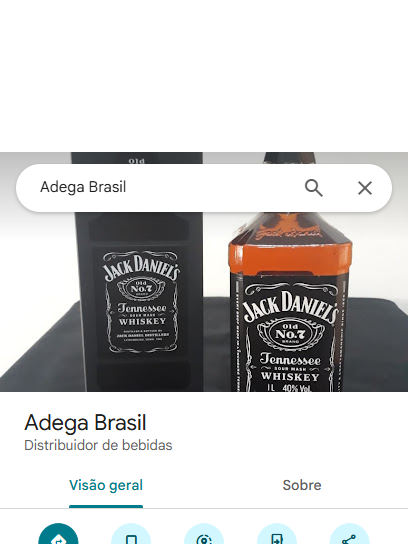 Old
Adega Brasil
JACK DANIEL'S
Old
No.7
BRAND
Tennessee
SOUR MASH
WHISKEY
JACK DANIEL'S
Old
No.7
BRAND
Tennessee
SOUR MASH
WHISKEY
1L 40% Vol.
Adega Brasil
Distribuidor de bebidas
Visão geral
Sobre